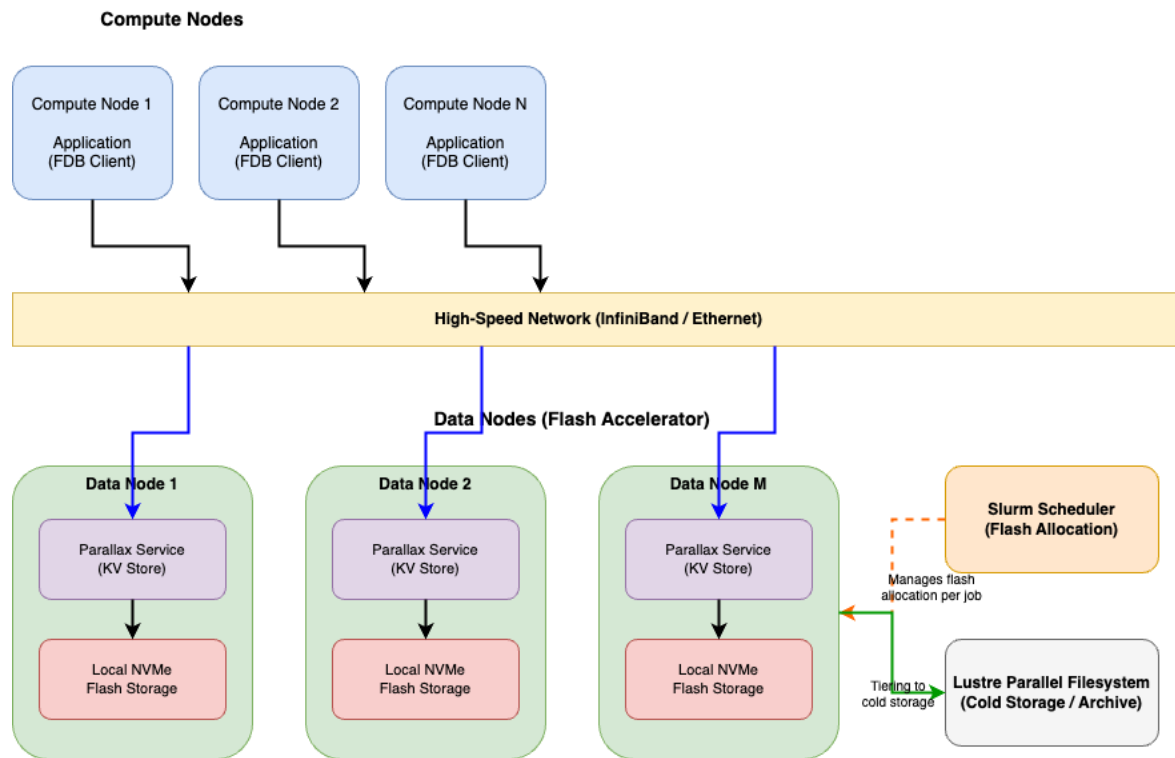 Compute Nodes
Compute Node 1
Application
(FDB Client)
Compute Node 2
Application
(FDB Client)
Compute Node N
Application
(FDB Client)
High-Speed Network (InfiniBand / Ethernet)
Data Nodes (Flash Accelerator)
Data Node 1
Parallax Service
(KV Store)
Local NVMe
Flash Storage
Data Node 2
Parallax Service
(KV Store)
Local NVMe
Flash Storage
Data Node M
Parallax Service
(KV Store)
Local NVMe
Flash Storage
Slurm Scheduler
(Flash Allocation)
Manages flash
allocation per job
Tiering to
cold storage
Lustre Parallel Filesystem
(Cold Storage / Archive)